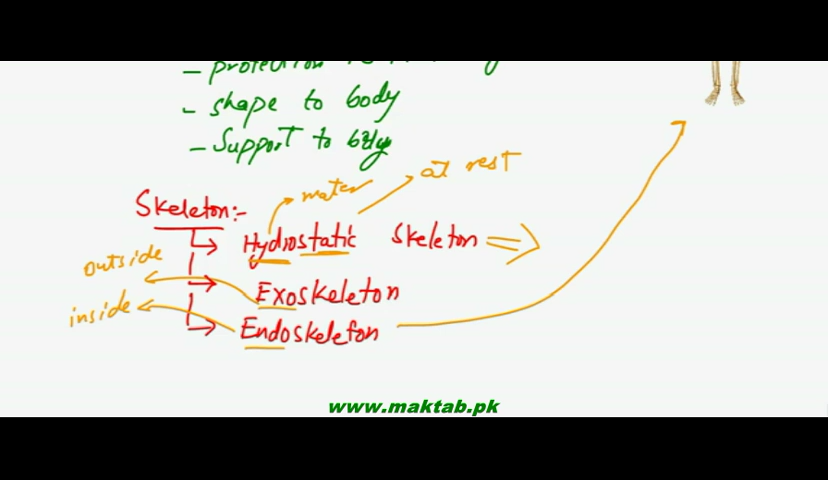 - protection
- shape to body
- Support to body
water
at rest
Skeleton:-
Hydrostatic Skeleton
outside
Exoskeleton
inside
Endoskeleton
www.maktab.pk